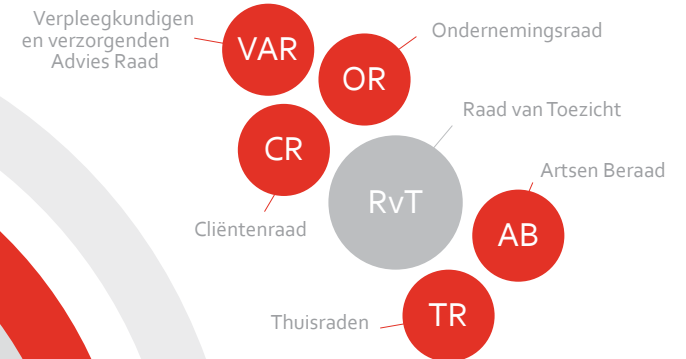 Verpleegkundigen
en verzorgenden
Advies Raad
VAR
OR
Ondernemingsraad
CR
Raad van Toezicht
RvT
Artsen Beraad
AB
Cliëntenraad
Thuisraden
TR